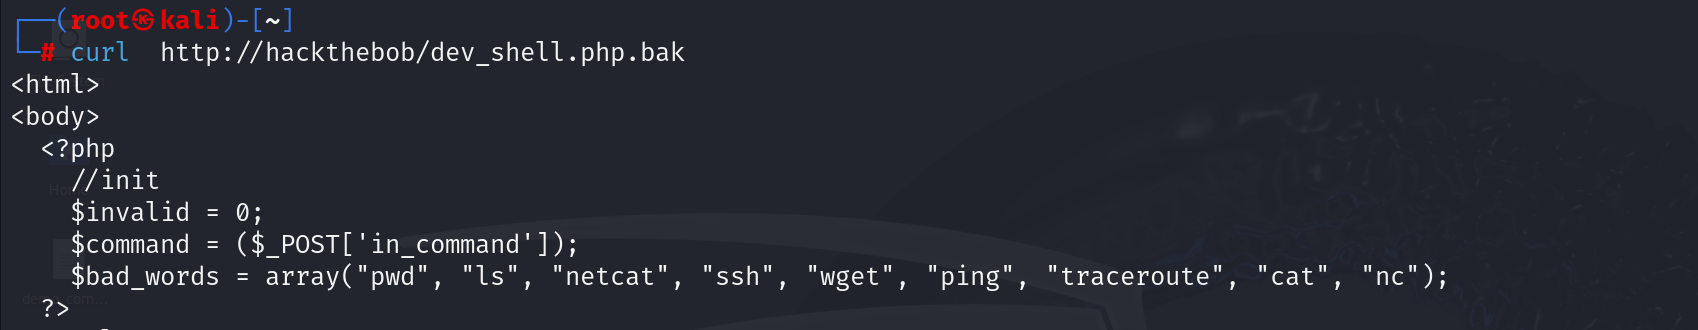 (root㉿kali)-[~]
# curl  http://hackthebob/dev_shell.php.bak
<html>
<body>
  <?php
    //init
    $invalid = 0;
    $command = ($_POST['in_command']);
    $bad_words = array("pwd", "ls", "netcat", "ssh", "wget", "ping", "traceroute", "cat", "nc");
  ?>